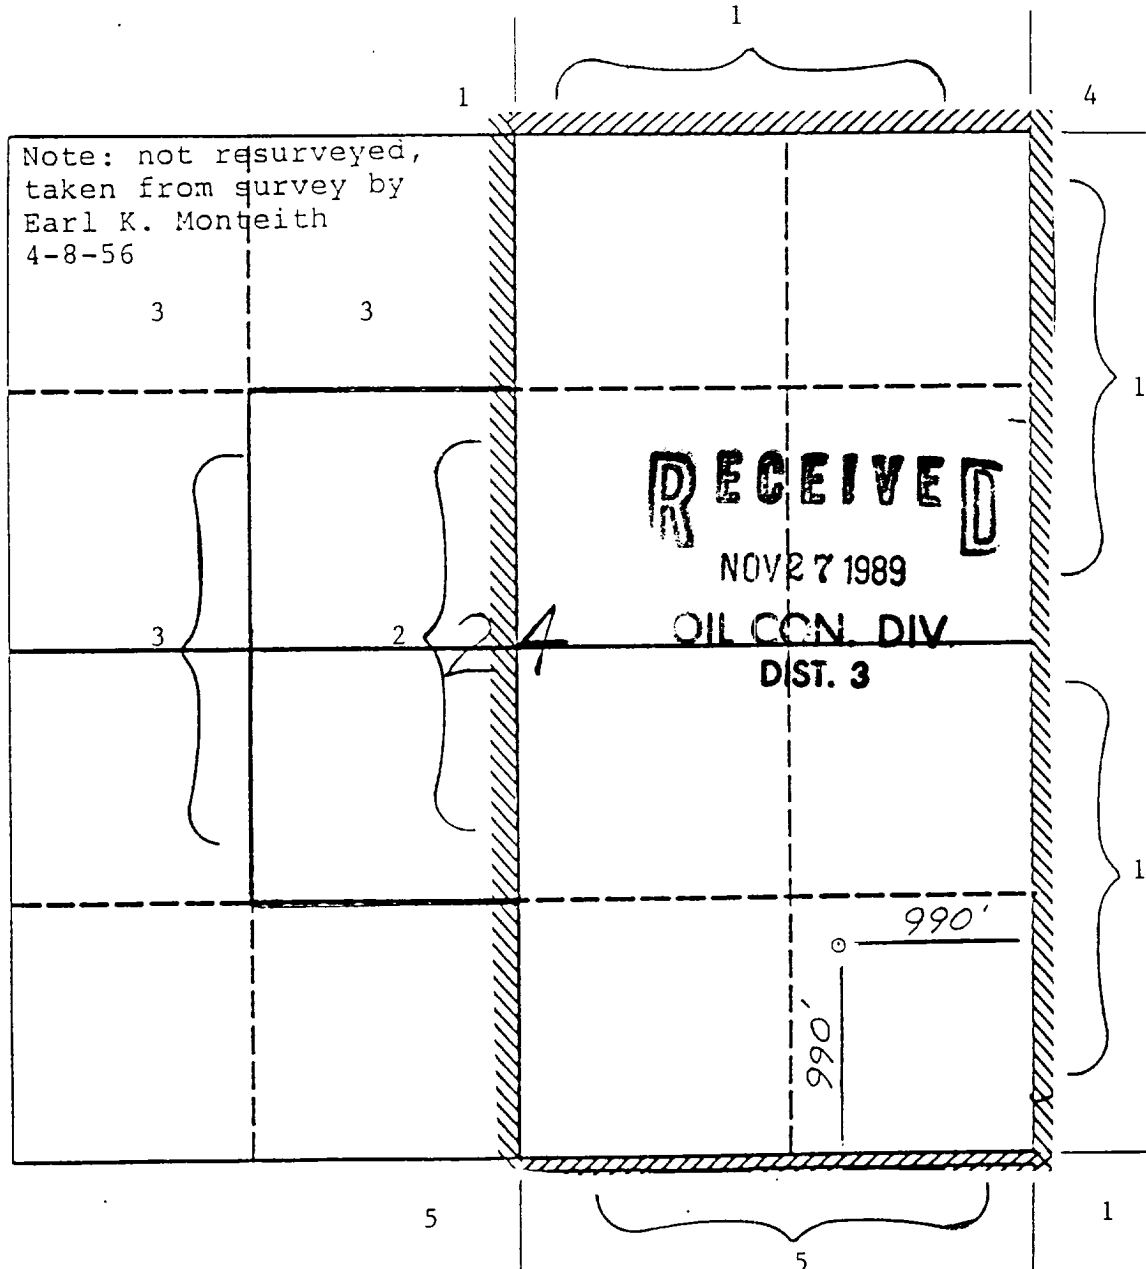 1
1
4
Note: not resurveyed,
taken from survey by
Earl K. Monteith
4-8-56
3
3
1
RECEIVED
NOV 27 1989
OIL CON. DIV.
DIST. 3
3
2
24
1
990'
990'
5
5
1